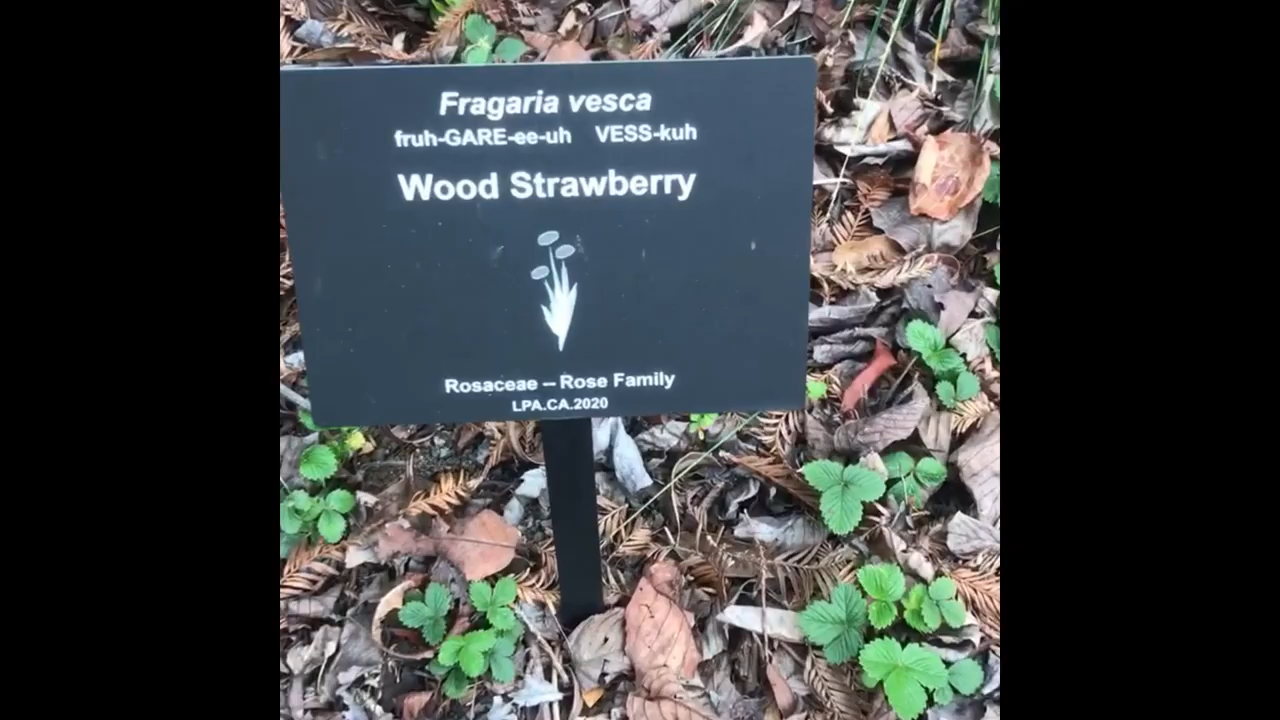 Fragaria vesca
fruh-GARE-ee-uh VESS-kuh
Wood Strawberry
Rosaceae – Rose Family
LPA.CA.2020